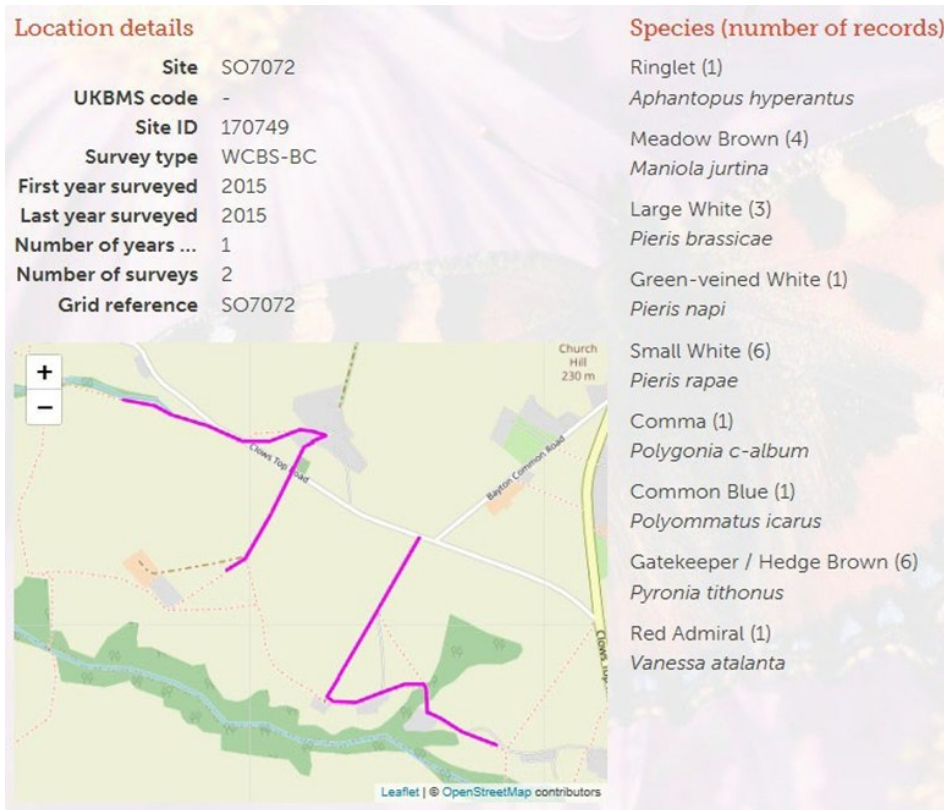 Location details
Site SO7072
UKBMS code -
Site ID 170749
Survey type WCBS-BC
First year surveyed 2015
Last year surveyed 2015
Number of years ... 1
Number of surveys 2
Grid reference SO7072
+
−
Church
Hill
230 m
Clows Top Road
Bayton Common Road
Leaflet | © OpenStreetMap contributors
Species (number of records)
Ringlet (1)
Aphantopus hyperantus
Meadow Brown (4)
Maniola jurtina
Large White (3)
Pieris brassicae
Green-veined White (1)
Pieris napi
Small White (6)
Pieris rapae
Comma (1)
Polygonia c-album
Common Blue (1)
Polyommatus icarus
Gatekeeper / Hedge Brown (6)
Pyronia tithonus
Red Admiral (1)
Vanessa atalanta